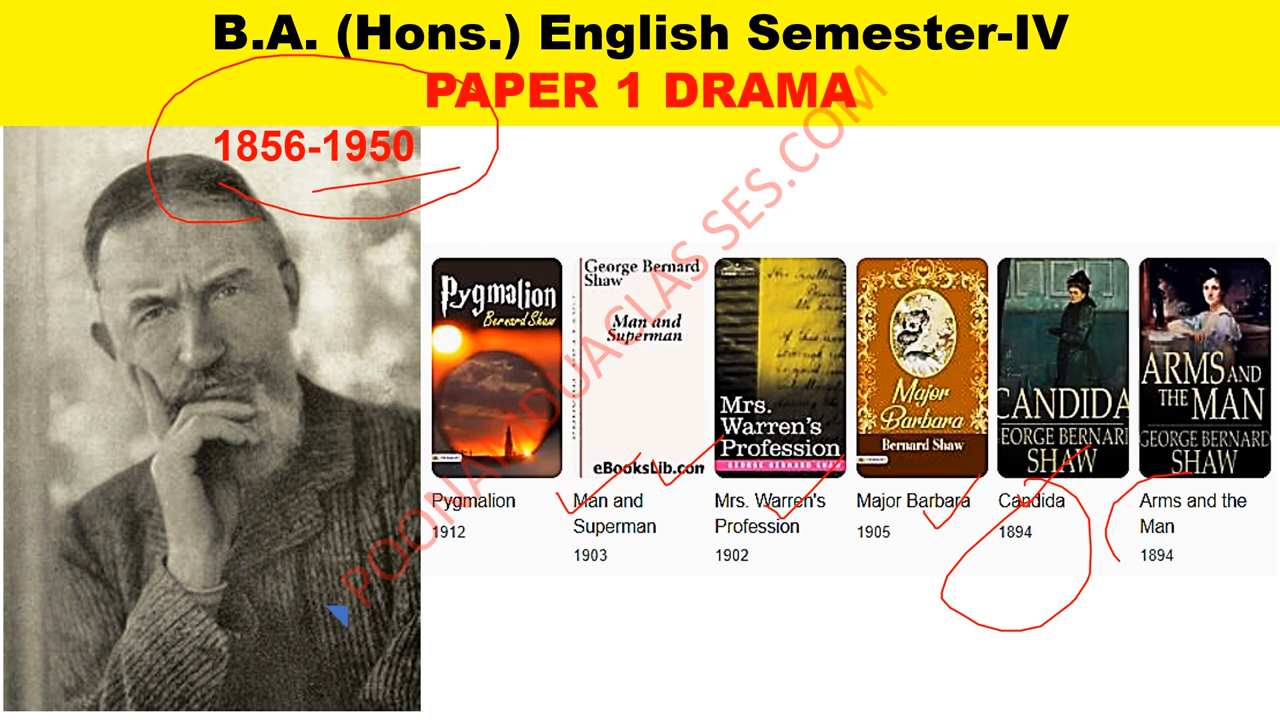 B.A. (Hons.) English Semester-IV
PAPER 1 DRAMA
1856-1950
POONAMDUACLAS SES.COM
Pygmalion
Bernard Shaw
George Bernard
Shaw
Man and
Superman
eBooksLib.com
Mrs.
Warren's
Profession
GEORGE BERNARD SHAW
Major
Barbara
Bernard Shaw
CANDIDA
GEORGE BERNARD
SHAW
ARMS AND
THE MAN
GEORGE BERNARD
SHAW
Pygmalion
1912
Man and
Superman
1903
Mrs. Warren's
Profession
1902
Major Barbara
1905
Candida
1894
Arms and the
Man
1894